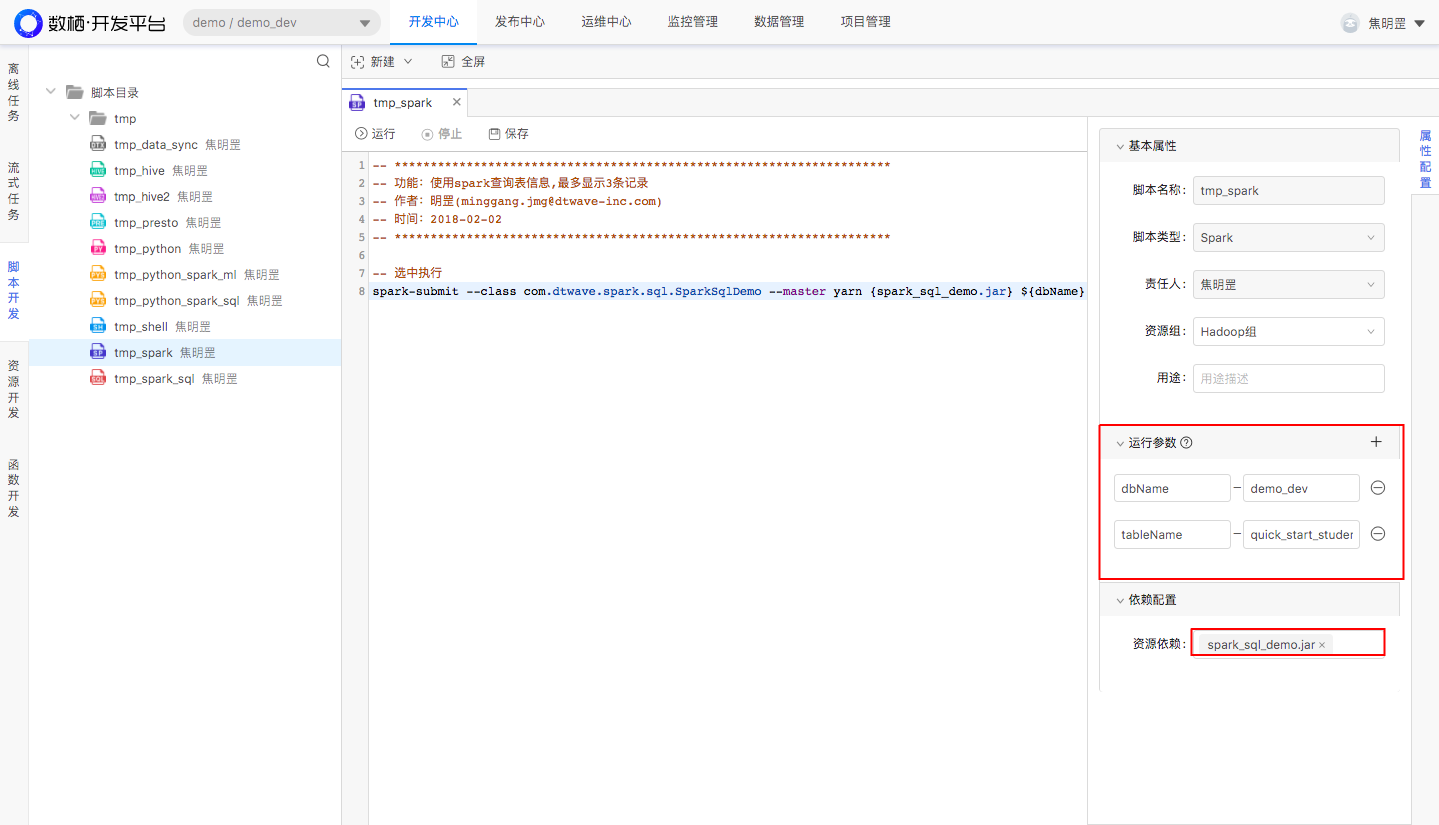 数栖·开发平台
demo / demo_dev
开发中心
发布中心
运维中心
监控管理
数据管理
项目管理
焦明罡
离线任务
流式任务
脚本开发
资源开发
函数开发
脚本目录
tmp
DTX tmp_data_sync 焦明罡
HIVE tmp_hive 焦明罡
HV2 tmp_hive2 焦明罡
PRE tmp_presto 焦明罡
PY tmp_python 焦明罡
PYS tmp_python_spark_ml 焦明罡
PYS tmp_python_spark_sql 焦明罡
SH tmp_shell 焦明罡
SP tmp_spark 焦明罡
SQL tmp_spark_sql 焦明罡
新建
全屏
SP tmp_spark ×
运行 停止 保存
1 -- *********************************************************************
2 -- 功能：使用spark查询表信息,最多显示3条记录
3 -- 作者：明罡(minggang.jmg@dtwave-inc.com)
4 -- 时间：2018-02-02
5 -- *********************************************************************
6
7 -- 选中执行
8 spark-submit --class com.dtwave.spark.sql.SparkSqlDemo --master yarn {spark_sql_demo.jar} ${dbName}
基本属性
脚本名称： tmp_spark
脚本类型： Spark
责任人： 焦明罡
资源组： Hadoop组
用途： 用途描述
运行参数 ? +
dbName – demo_dev
tableName – quick_start_studer
依赖配置
资源依赖： spark_sql_demo.jar ×
属性配置